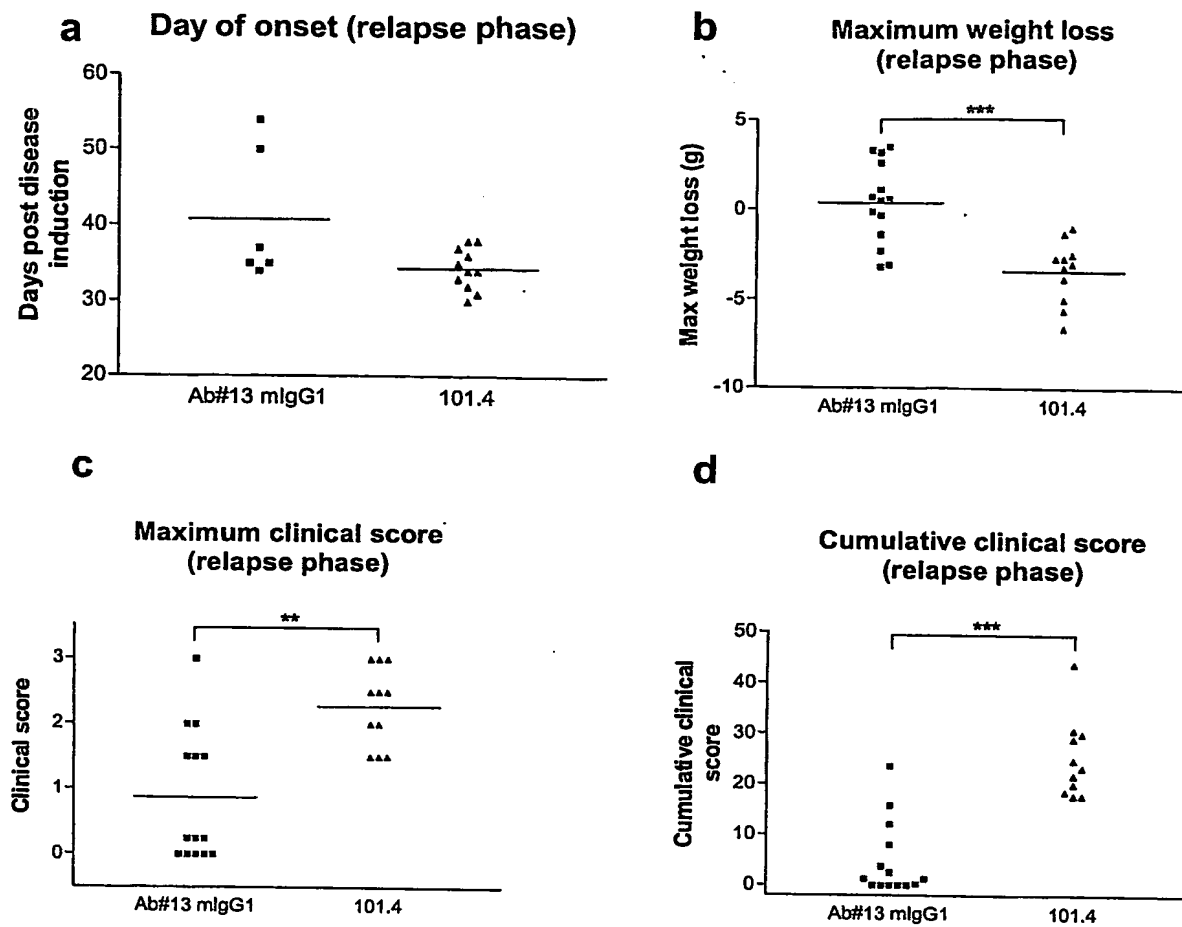 a
Day of onset (relapse phase)
Days post disease
induction
60
50
40
30
20
Ab#13 mIgG1
101.4
b
Maximum weight loss
(relapse phase)
***
Max weight loss (g)
5
0
-5
-10
Ab#13 mIgG1
101.4
c
Maximum clinical score
(relapse phase)
**
Clinical score
3
2
1
0
Ab#13 mIgG1
101.4
d
Cumulative clinical score
(relapse phase)
***
Cumulative clinical
score
50
40
30
20
10
0
Ab#13 mIgG1
101.4